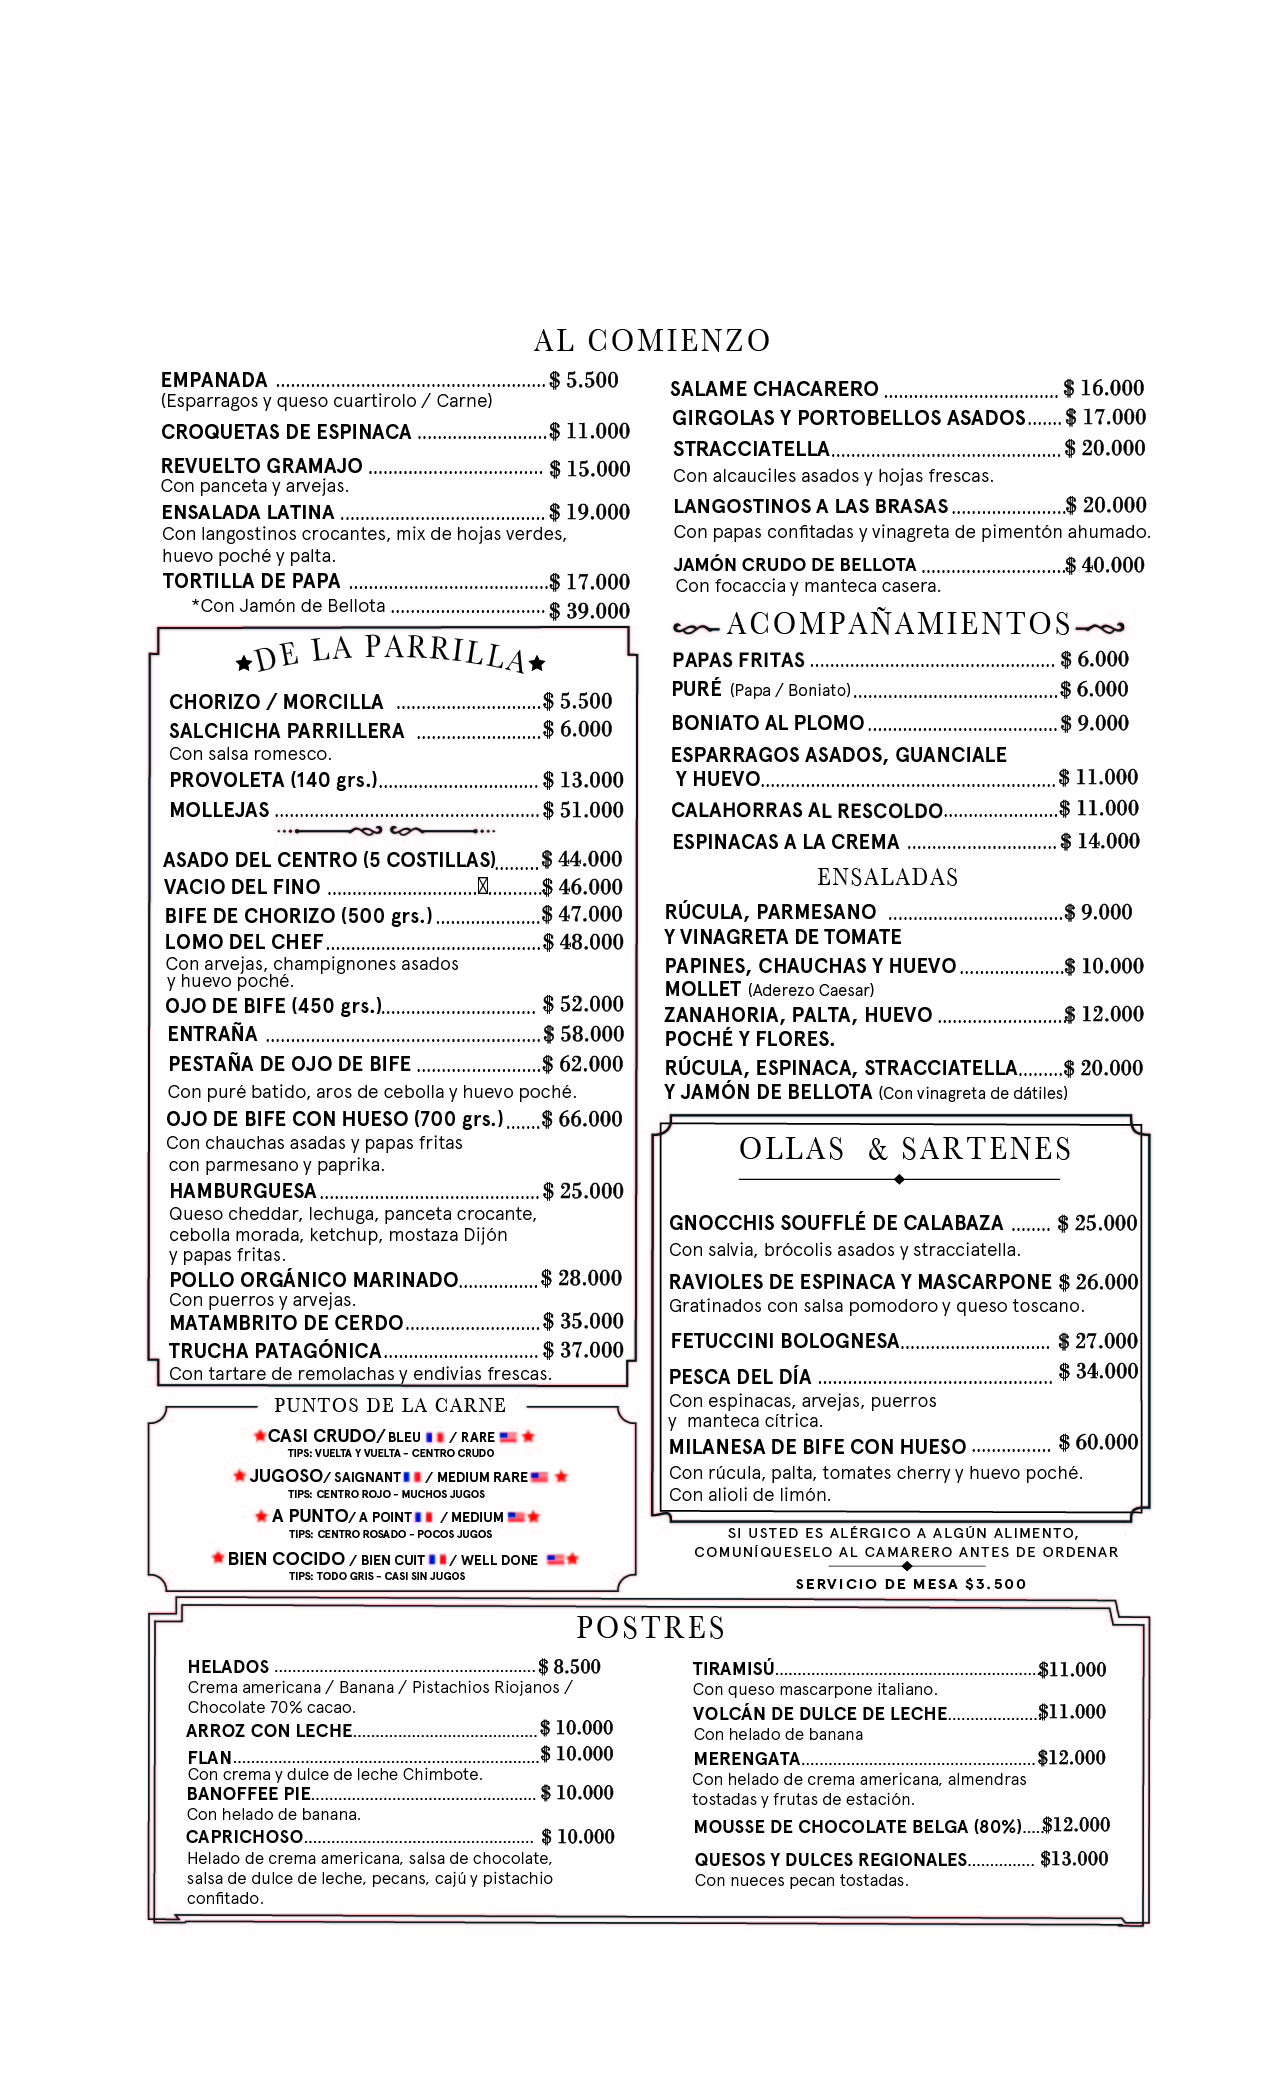 AL COMIENZO
EMPANADA ........ $ 5.500
(Esparragos y queso cuartirolo / Carne)
CROQUETAS DE ESPINACA ........ $ 11.000
REVUELTO GRAMAJO ........ $ 15.000
Con panceta y arvejas.
ENSALADA LATINA ........ $ 19.000
Con langostinos crocantes, mix de hojas verdes,
huevo poché y palta.
TORTILLA DE PAPA ........ $ 17.000
*Con Jamón de Bellota ........ $ 39.000
SALAME CHACARERO ........ $ 16.000
GIRGOLAS Y PORTOBELLOS ASADOS....... $ 17.000
STRACCIATELLA........ $ 20.000
Con alcauciles asados y hojas frescas.
LANGOSTINOS A LAS BRASAS ........ $ 20.000
Con papas confitadas y vinagreta de pimentón ahumado.
JAMÓN CRUDO DE BELLOTA ........ $ 40.000
Con focaccia y manteca casera.
DE LA PARRILLA
CHORIZO / MORCILLA ........ $ 5.500
SALCHICHA PARRILLERA ........ $ 6.000
Con salsa romesco.
PROVOLETA (140 grs.)........ $ 13.000
MOLLEJAS ........ $ 51.000
ASADO DEL CENTRO (5 COSTILLAS)........ $ 44.000
VACIO DEL FINO ........ $ 46.000
BIFE DE CHORIZO (500 grs.) ........ $ 47.000
LOMO DEL CHEF........ $ 48.000
Con arvejas, champignones asados
y huevo poché.
OJO DE BIFE (450 grs.)........ $ 52.000
ENTRAÑA ........ $ 58.000
PESTAÑA DE OJO DE BIFE ........ $ 62.000
Con puré batido, aros de cebolla y huevo poché.
OJO DE BIFE CON HUESO (700 grs.)...... $ 66.000
Con chauchas asadas y papas fritas
con parmesano y paprika.
HAMBURGUESA........ $ 25.000
Queso cheddar, lechuga, panceta crocante,
cebolla morada, ketchup, mostaza Dijón
y papas fritas.
POLLO ORGÁNICO MARINADO........ $ 28.000
Con puerros y arvejas.
MATAMBRITO DE CERDO........ $ 35.000
TRUCHA PATAGÓNICA........ $ 37.000
Con tartare de remolachas y endivias frescas.
PUNTOS DE LA CARNE
CASI CRUDO/ BLEU / RARE
TIPS: VUELTA Y VUELTA - CENTRO CRUDO
JUGOSO/ SAIGNANT / MEDIUM RARE
TIPS: CENTRO ROJO - MUCHOS JUGOS
A PUNTO/ A POINT / MEDIUM
TIPS: CENTRO ROSADO - POCOS JUGOS
BIEN COCIDO / BIEN CUIT / WELL DONE
TIPS: TODO GRIS - CASI SIN JUGOS
ACOMPAÑAMIENTOS
PAPAS FRITAS ........ $ 6.000
PURÉ (Papa / Boniato)........ $ 6.000
BONIATO AL PLOMO ........ $ 9.000
ESPARRAGOS ASADOS, GUANCIALE
Y HUEVO........ $ 11.000
CALAHORRAS AL RESCOLDO........ $ 11.000
ESPINACAS A LA CREMA ........ $ 14.000
ENSALADAS
RÚCULA, PARMESANO ........ $ 9.000
Y VINAGRETA DE TOMATE
PAPINES, CHAUCHAS Y HUEVO ........ $ 10.000
MOLLET (Aderezo Caesar)
ZANAHORIA, PALTA, HUEVO ........ $ 12.000
POCHÉ Y FLORES.
RÚCULA, ESPINACA, STRACCIATELLA........ $ 20.000
Y JAMÓN DE BELLOTA (Con vinagreta de dátiles)
OLLAS & SARTENES
GNOCCHIS SOUFFLÉ DE CALABAZA ........ $ 25.000
Con salvia, brócolis asados y stracciatella.
RAVIOLES DE ESPINACA Y MASCARPONE $ 26.000
Gratinados con salsa pomodoro y queso toscano.
FETUCCINI BOLOGNESA........ $ 27.000
PESCA DEL DÍA ........ $ 34.000
Con espinacas, arvejas, puerros
y manteca cítrica.
MILANESA DE BIFE CON HUESO ........ $ 60.000
Con rúcula, palta, tomates cherry y huevo poché.
Con alioli de limón.
SI USTED ES ALÉRGICO A ALGÚN ALIMENTO,
COMUNÍQUESELO AL CAMARERO ANTES DE ORDENAR
SERVICIO DE MESA $3.500
POSTRES
HELADOS ........ $ 8.500
Crema americana / Banana / Pistachios Riojanos /
Chocolate 70% cacao.
ARROZ CON LECHE........ $ 10.000
FLAN........ $ 10.000
Con crema y dulce de leche Chimbote.
BANOFFEE PIE........ $ 10.000
Con helado de banana.
CAPRICHOSO........ $ 10.000
Helado de crema americana, salsa de chocolate,
salsa de dulce de leche, pecans, cajú y pistachio
confitado.
TIRAMISÚ........ $11.000
Con queso mascarpone italiano.
VOLCÁN DE DULCE DE LECHE........ $11.000
Con helado de banana
MERENGATA........ $12.000
Con helado de crema americana, almendras
tostadas y frutas de estación.
MOUSSE DE CHOCOLATE BELGA (80%)..... $12.000
QUESOS Y DULCES REGIONALES........ $13.000
Con nueces pecan tostadas.